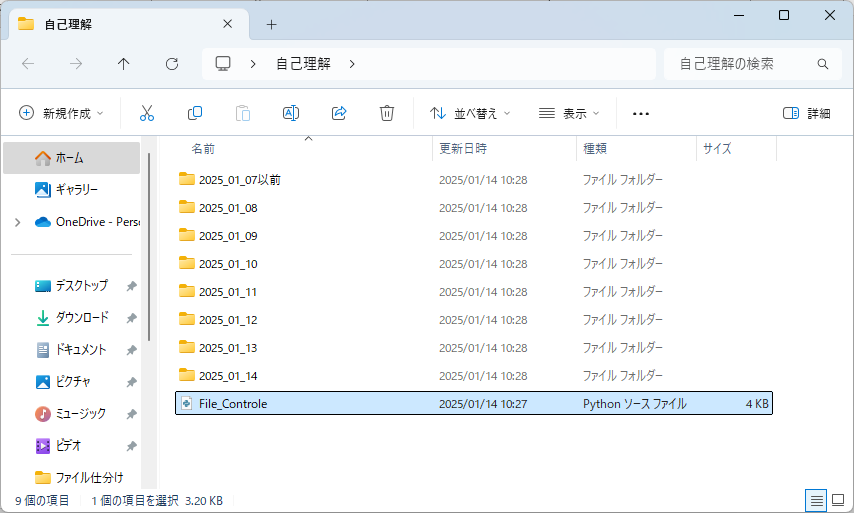 自己理解
自己理解
自己理解の検索
新規作成
並べ替え
表示
詳細
ホーム
ギャラリー
OneDrive - Perso
デスクトップ
ダウンロード
ドキュメント
ピクチャ
ミュージック
ビデオ
ファイル仕分け
名前 更新日時 種類 サイズ
2025_01_07以前 2025/01/14 10:28 ファイル フォルダー
2025_01_08 2025/01/14 10:28 ファイル フォルダー
2025_01_09 2025/01/14 10:28 ファイル フォルダー
2025_01_10 2025/01/14 10:28 ファイル フォルダー
2025_01_11 2025/01/14 10:28 ファイル フォルダー
2025_01_12 2025/01/14 10:28 ファイル フォルダー
2025_01_13 2025/01/14 10:28 ファイル フォルダー
2025_01_14 2025/01/14 10:28 ファイル フォルダー
File_Controle 2025/01/14 10:27 Python ソース ファイル 4 KB
9 個の項目 1 個の項目を選択 3.20 KB